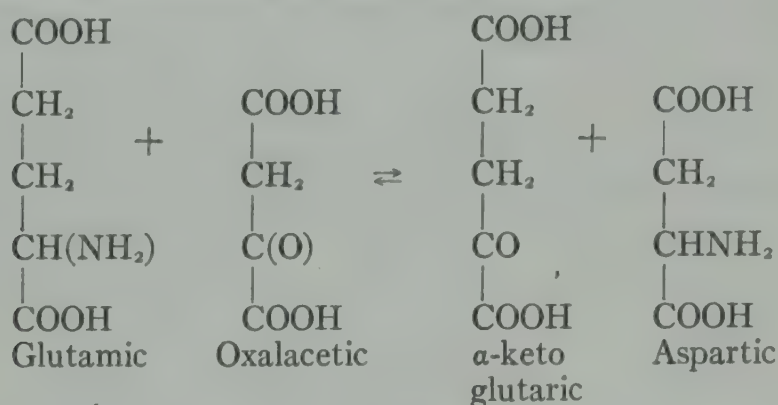 COOH COOH
CH₂ COOH CH₂ COOH
+ +
CH₂ CH₂ ⇌ CH₂ CH₂
CH(NH₂) C(O) CO CHNH₂
COOH COOH COOH, COOH
Glutamic Oxalacetic α-keto Aspartic
glutaric